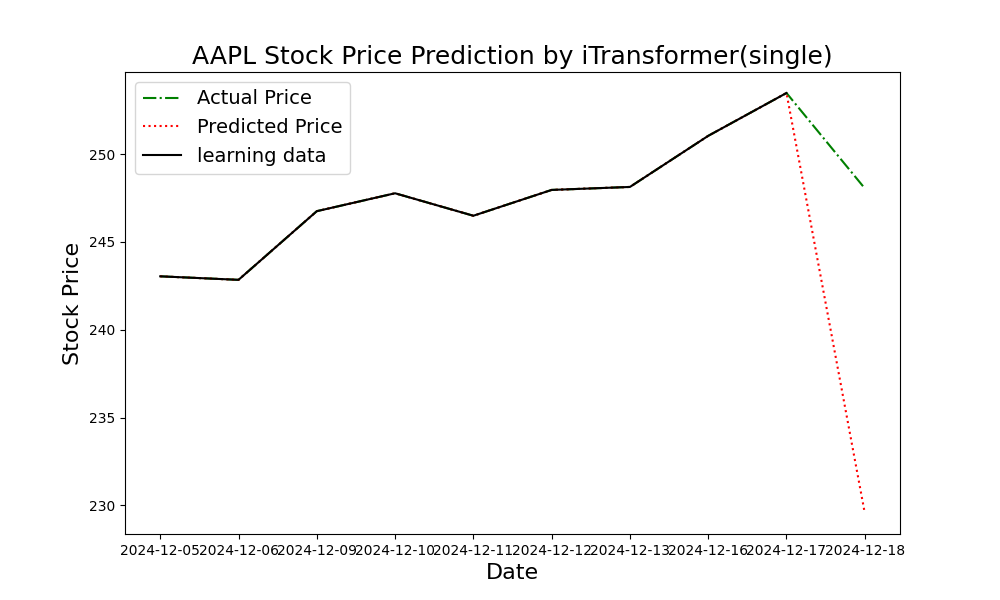 AAPL Stock Price Prediction by iTransformer(single)
Actual Price
Predicted Price
learning data
Stock Price
250
245
240
235
230
2024-12-05 2024-12-06 2024-12-09 2024-12-10 2024-12-11 2024-12-12 2024-12-13 2024-12-16 2024-12-17 2024-12-18
Date